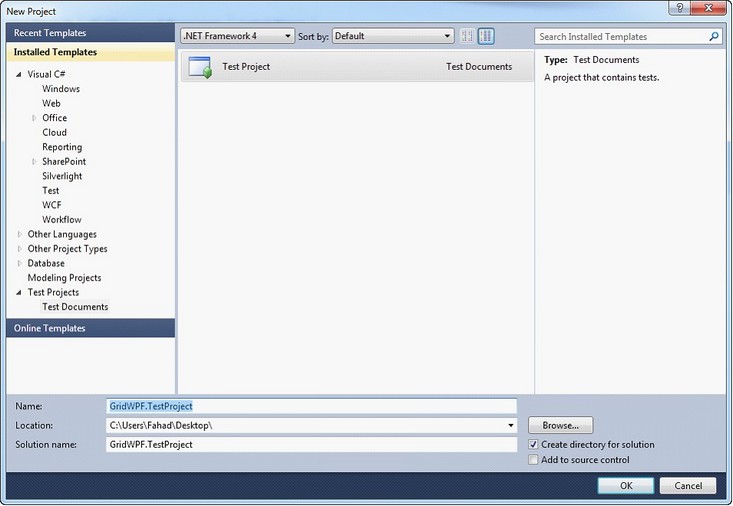 New Project
Recent Templates
Installed Templates
.NET Framework 4 Sort by: Default
Search Installed Templates
Visual C#
Windows
Web
Office
Cloud
Reporting
SharePoint
Silverlight
Test
WCF
Workflow
Other Languages
Other Project Types
Database
Modeling Projects
Test Projects
Test Documents
Online Templates
Test Project Test Documents
Type: Test Documents
A project that contains tests.
Name: GridWPF.TestProject
Location: C:\Users\Fahad\Desktop\ Browse...
Solution name: GridWPF.TestProject
Create directory for solution
Add to source control
OK Cancel